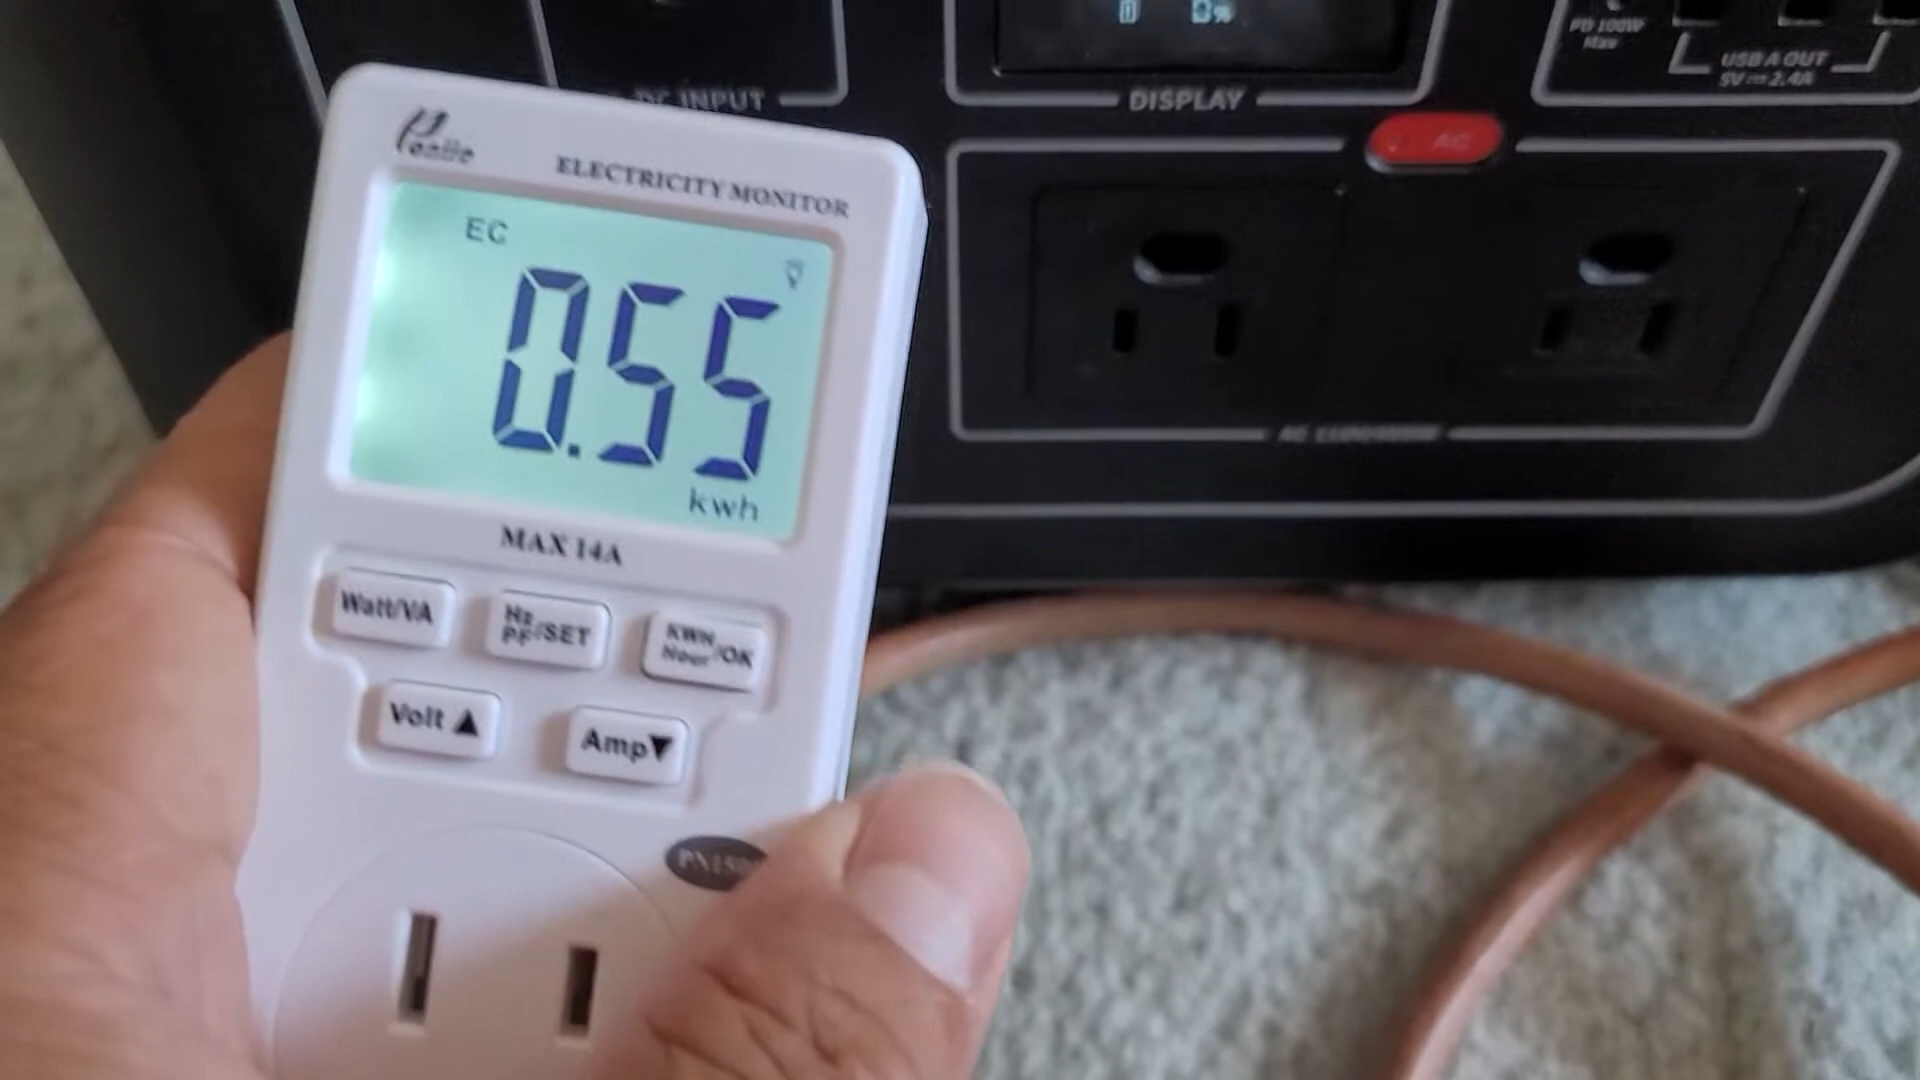 Ponite
ELECTRICITY MONITOR
EC
0.55
kwh
MAX 14A
Watt/VA
Hz
PF/SET
KWH
Hour/OK
Volt ▲
Amp▼
DC INPUT
DISPLAY
PD 100W
Max
USB A OUT
5V⎓2.4A
AC